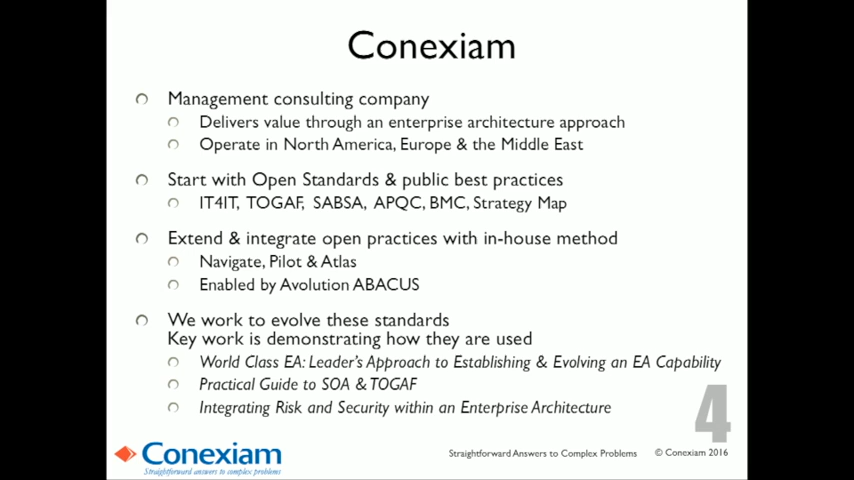 Conexiam
Management consulting company
Delivers value through an enterprise architecture approach
Operate in North America, Europe & the Middle East
Start with Open Standards & public best practices
IT4IT, TOGAF, SABSA, APQC, BMC, Strategy Map
Extend & integrate open practices with in-house method
Navigate, Pilot & Atlas
Enabled by Avolution ABACUS
We work to evolve these standards
Key work is demonstrating how they are used
World Class EA: Leader's Approach to Establishing & Evolving an EA Capability
Practical Guide to SOA & TOGAF
Integrating Risk and Security within an Enterprise Architecture
4
Conexiam
Straightforward answers to complex problems
Straightforward Answers to Complex Problems
© Conexiam 2016